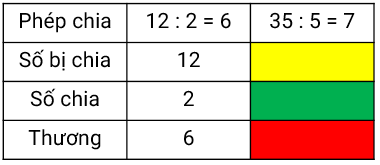 Phép chia 12 : 2 = 6 35 : 5 = 7
Số bị chia 12
Số chia 2
Thương 6